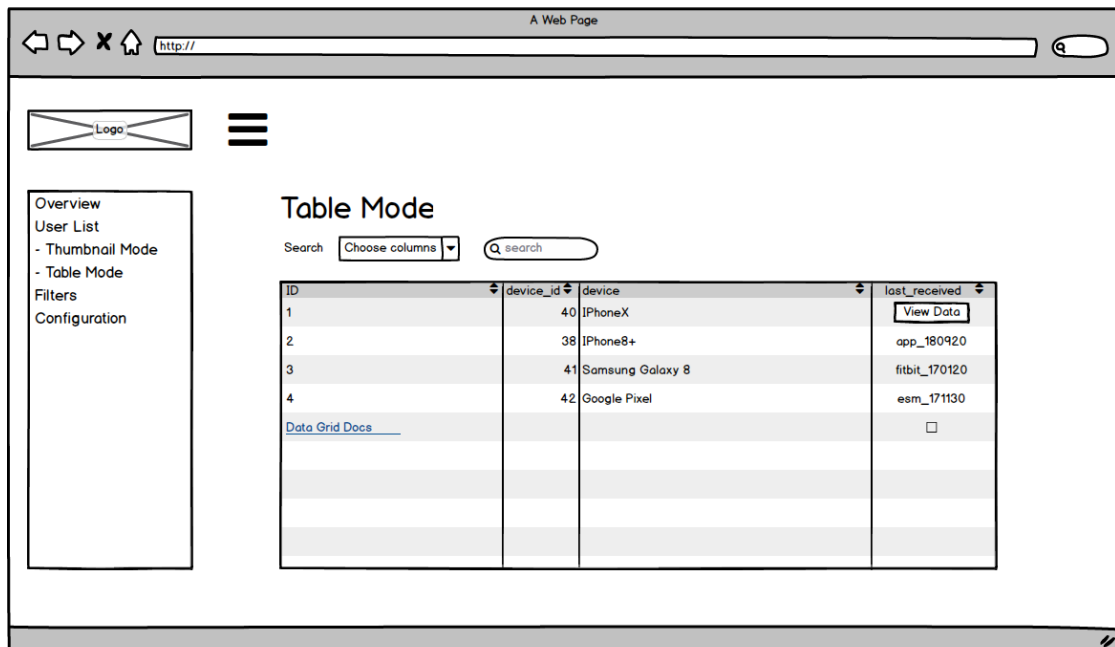 A Web Page
http://
Logo
Overview
User List
- Thumbnail Mode
- Table Mode
Filters
Configuration
Table Mode
Search Choose columns search
ID device_id device last_received
1 40 IPhoneX View Data
2 38 IPhone8+ app_180920
3 41 Samsung Galaxy 8 fitbit_170120
4 42 Google Pixel esm_171130
Data Grid Docs